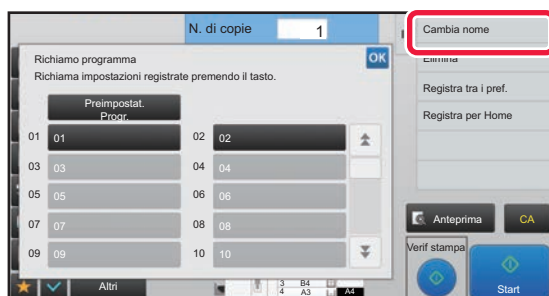 N. di copie 1
Richiamo programma
OK
Richiama impostazioni registrate premendo il tasto.
Preimpostat.
Progr.
01 01
02 02
03 03
04 04
05 05
06 06
07 07
08 08
09 09
10 10
Altri
3 B4
4 A3
A4
Cambia nome
Elimina
Registra tra i pref.
Registra per Home
Anteprima
CA
Verif stampa
Start